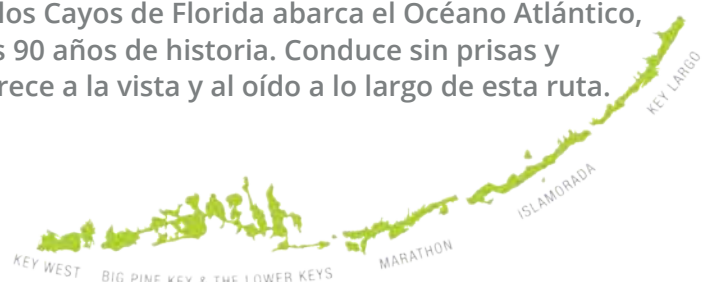 los Cayos de Florida abarca el Océano Atlántico,
s 90 años de historia. Conduce sin prisas y
rece a la vista y al oído a lo largo de esta ruta.
KEY LARGO
ISLAMORADA
MARATHON
KEY WEST
BIG PINE KEY & THE LOWER KEYS